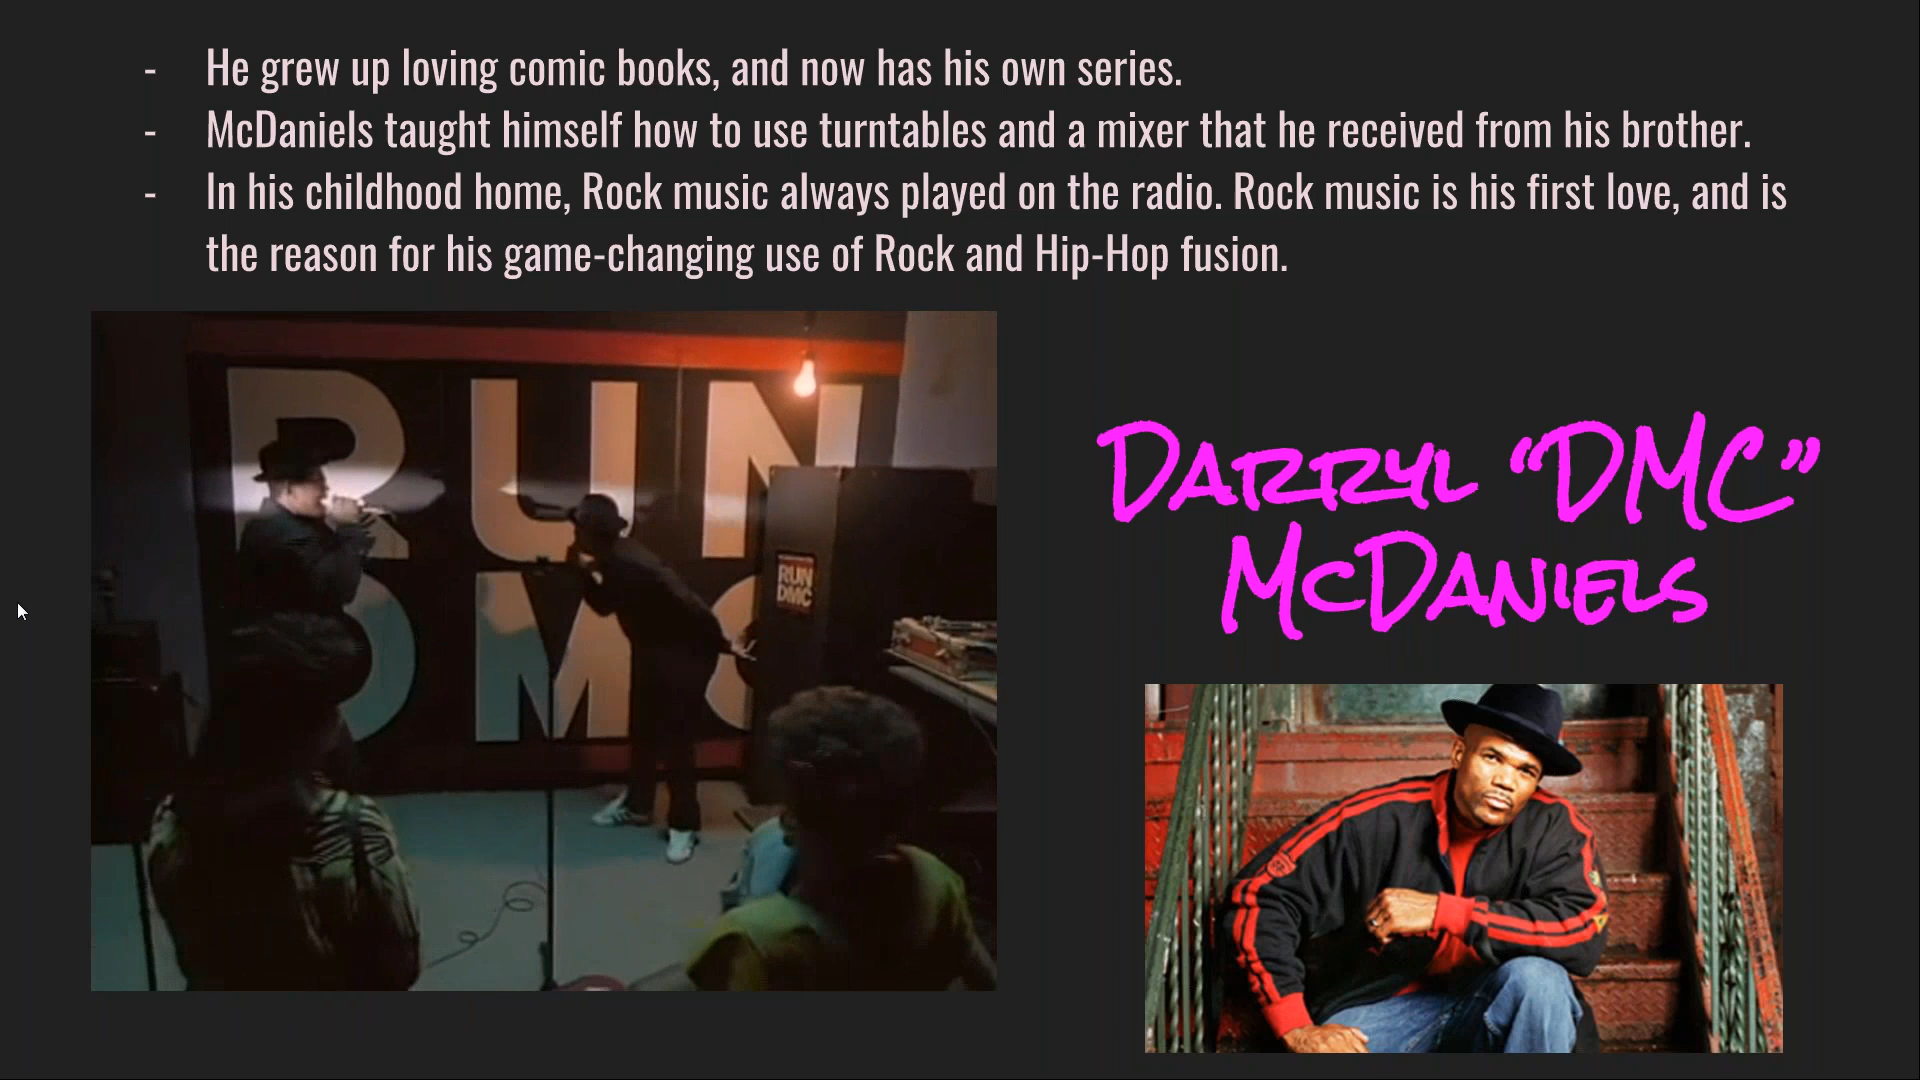 - He grew up loving comic books, and now has his own series.
- McDaniels taught himself how to use turntables and a mixer that he received from his brother.
- In his childhood home, Rock music always played on the radio. Rock music is his first love, and is
the reason for his game-changing use of Rock and Hip-Hop fusion.
RUN
DMC
RUN
DMC
Darryl “DMC”
McDaniels